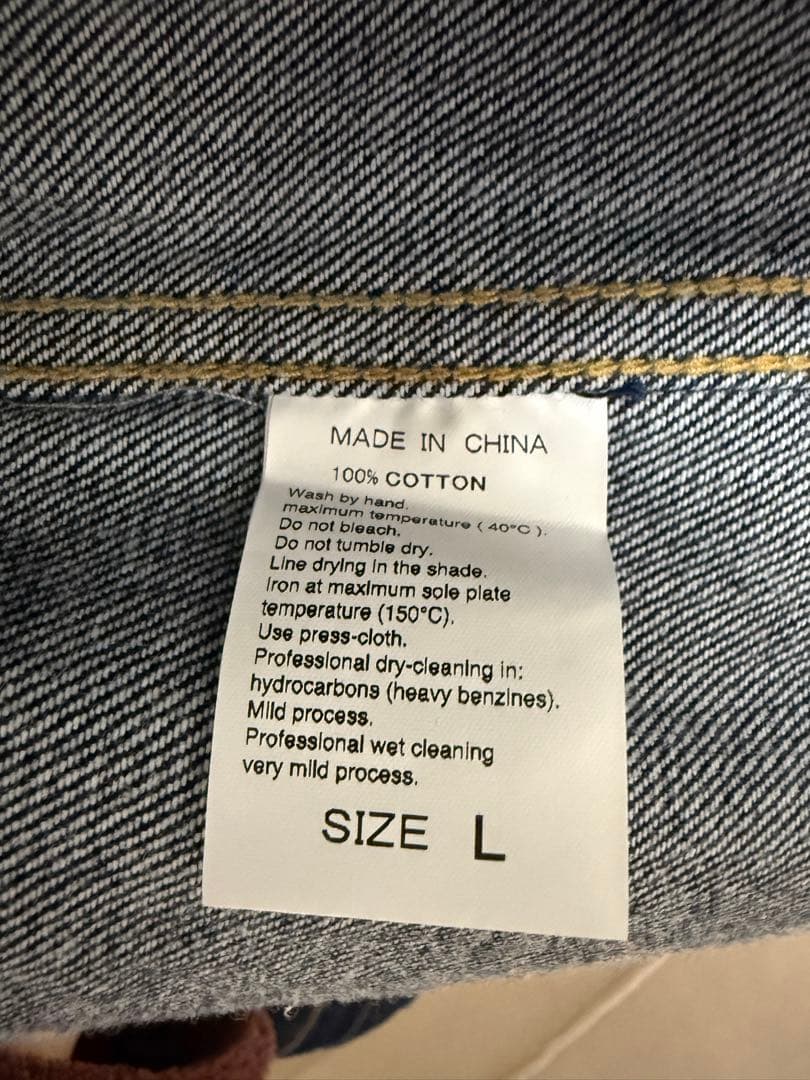 MADE IN CHINA
100% COTTON
Wash by hand.
maximum temperature ( 40°C ).
Do not bleach.
Do not tumble dry.
Line drying in the shade.
Iron at maximum sole plate
temperature (150°C).
Use press-cloth.
Professional dry-cleaning in:
hydrocarbons (heavy benzines).
Mild process.
Professional wet cleaning
very mild process.
SIZE L